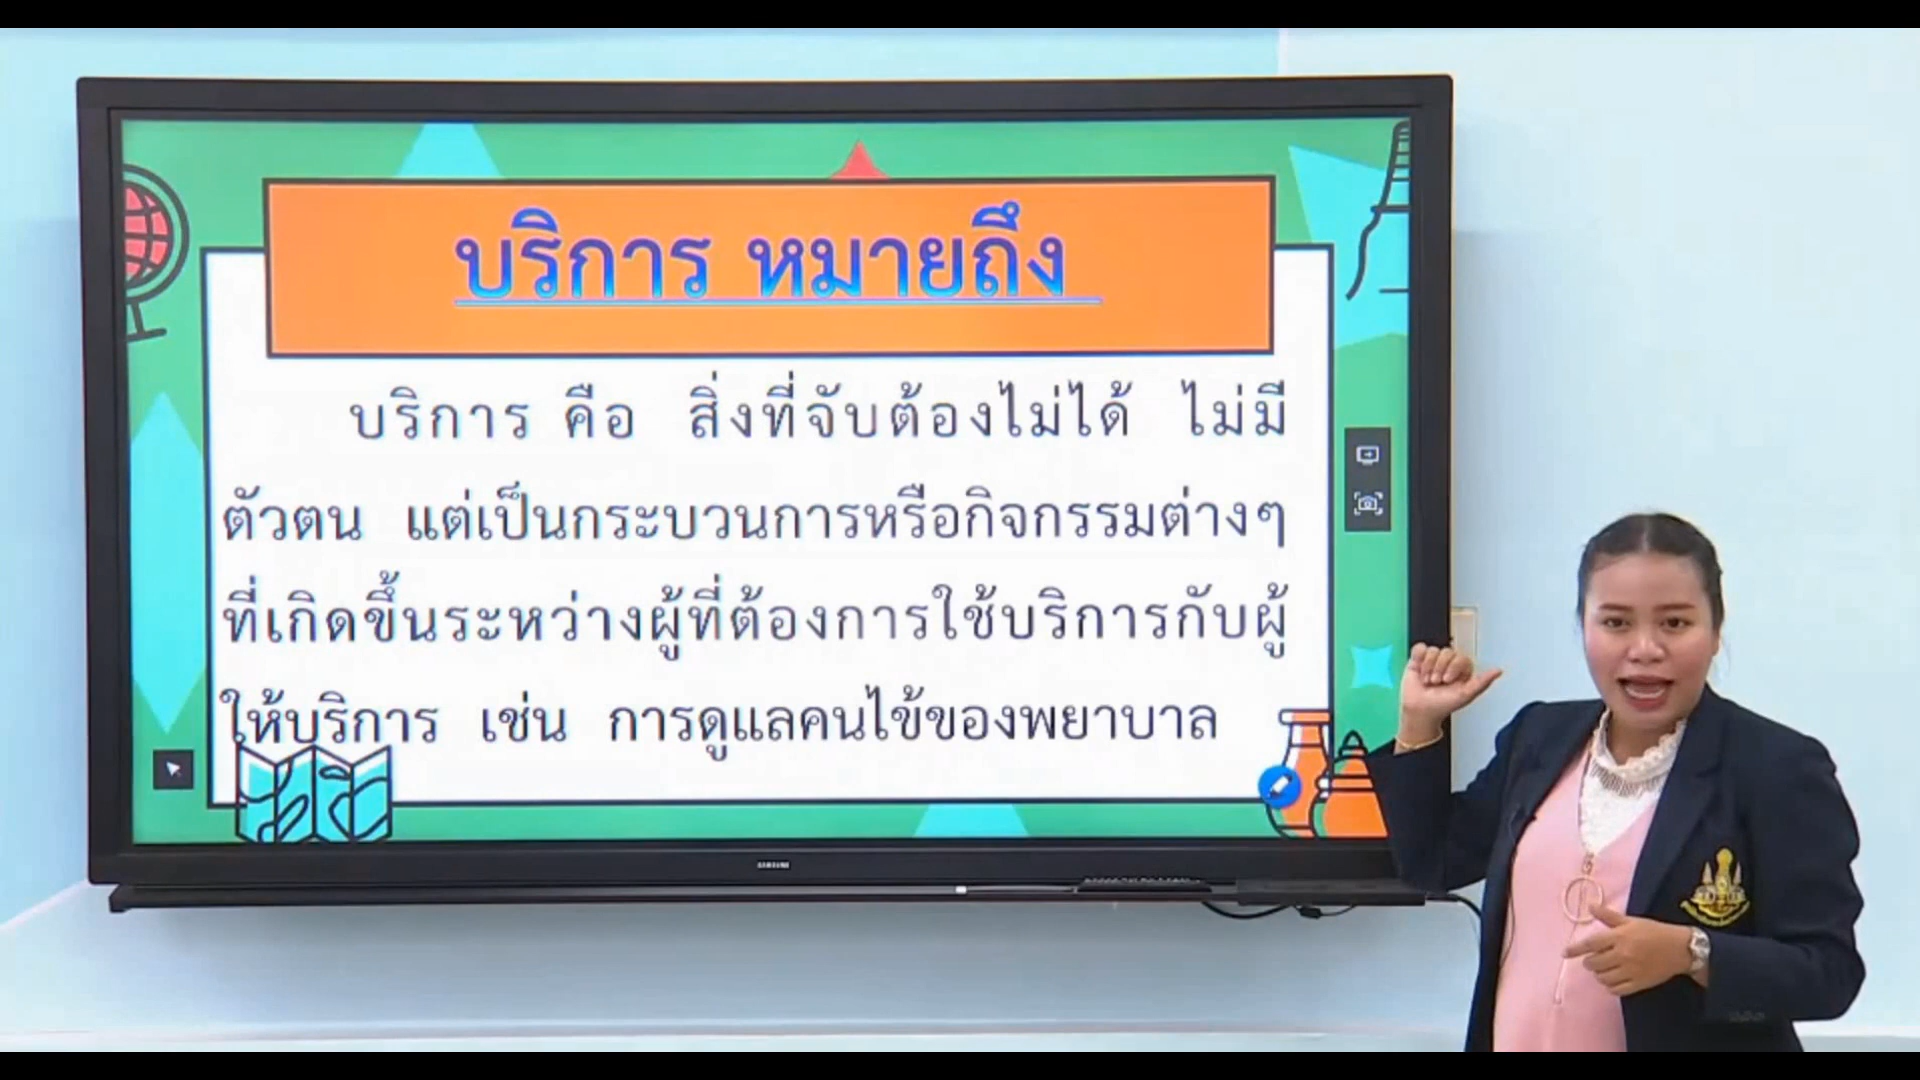 บริการ หมายถึง
บริการ คือ สิ่งที่จับต้องไม่ได้ ไม่มี
ตัวตน แต่เป็นกระบวนการหรือกิจกรรมต่างๆ
ที่เกิดขึ้นระหว่างผู้ที่ต้องการใช้บริการกับผู้
ให้บริการ เช่น การดูแลคนไข้ของพยาบาล
SAMSUNG